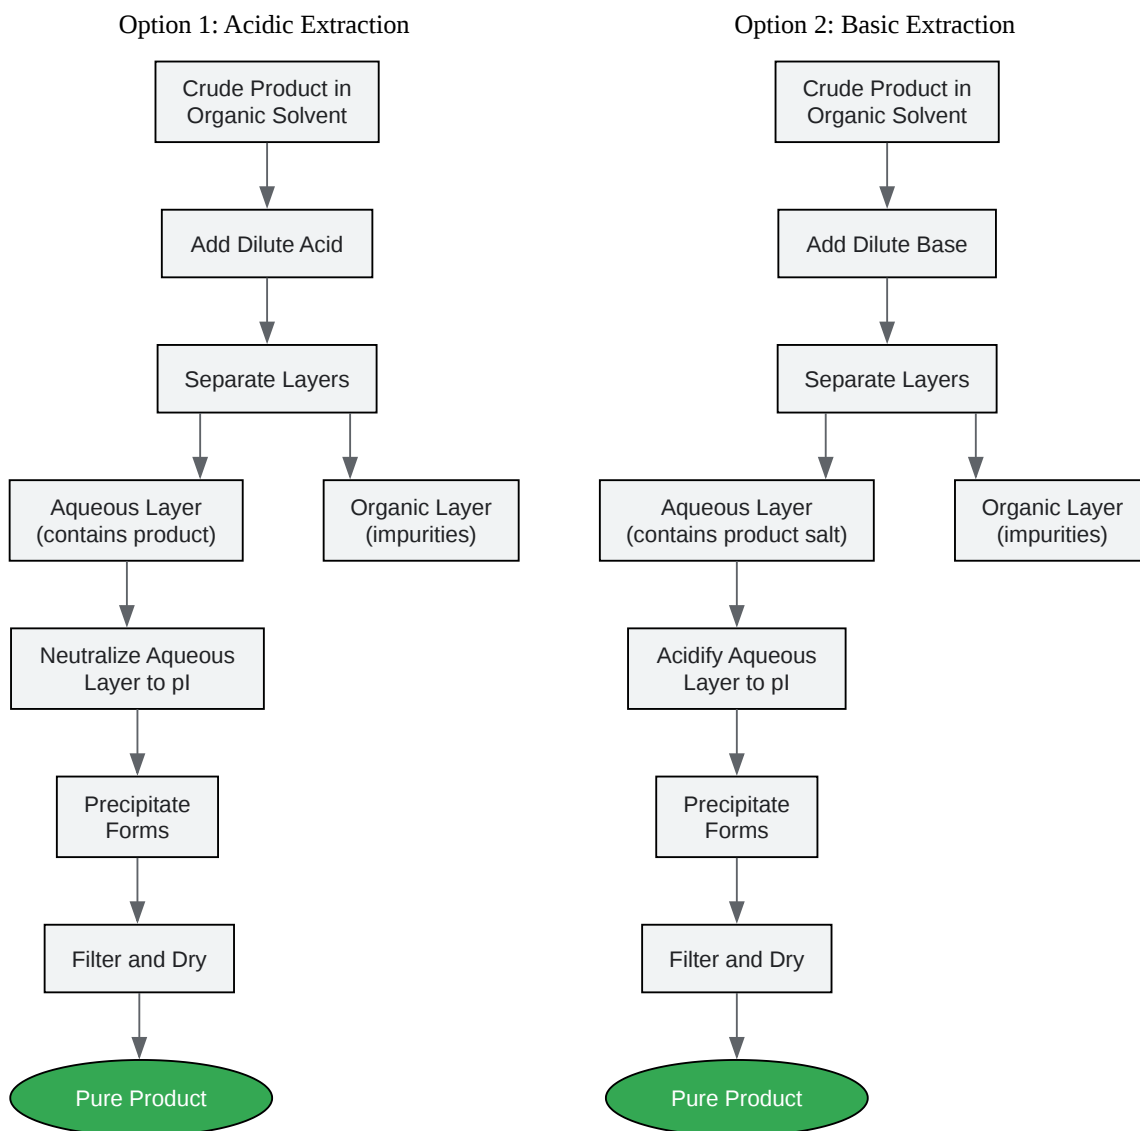 Option 1: Acidic Extraction
Crude Product in
Organic Solvent
Add Dilute Acid
Separate Layers
Aqueous Layer
(contains product)
Organic Layer
(impurities)
Neutralize Aqueous
Layer to pI
Precipitate
Forms
Filter and Dry
Pure Product
Option 2: Basic Extraction
Crude Product in
Organic Solvent
Add Dilute Base
Separate Layers
Aqueous Layer
(contains product salt)
Organic Layer
(impurities)
Acidify Aqueous
Layer to pI
Precipitate
Forms
Filter and Dry
Pure Product